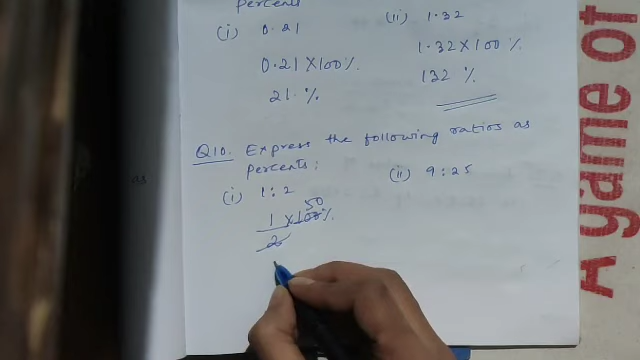 percents
(i) 0.21 (ii) 1.32
0.21 × 100 %. 1.32 × 100 %.
21 % 132 %
Q10. Express the following ratios as
percents:
(i) 1:2 (ii) 9:25
50
1 × 100 %.
2
A game of